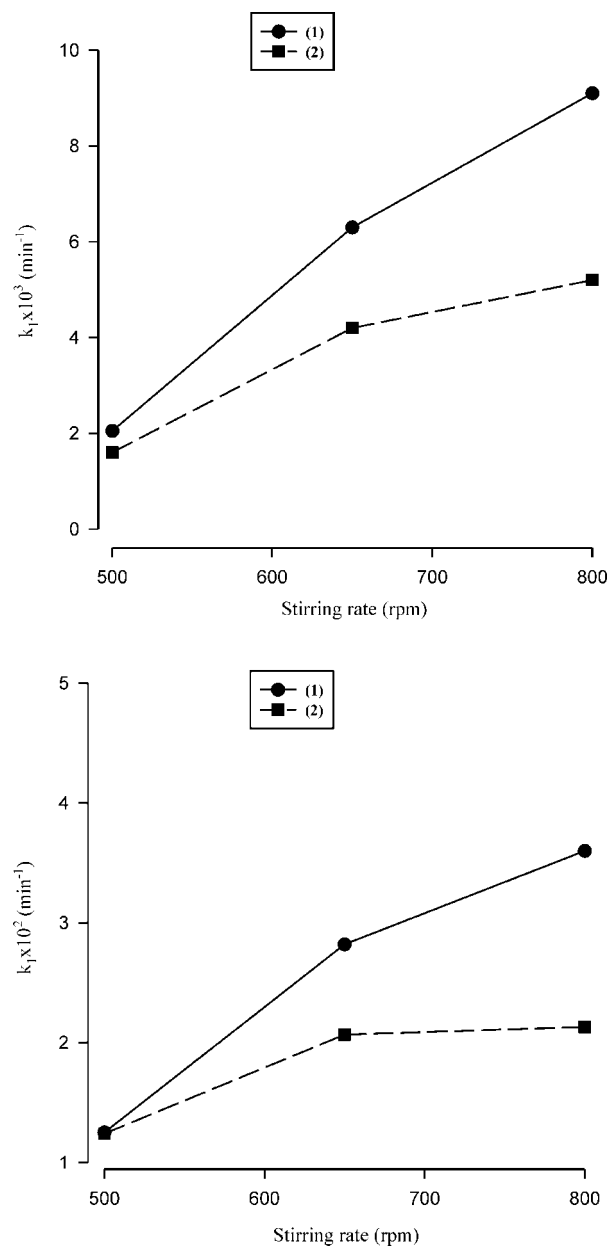 (1)
(2)
10
8
6
4
2
0
k₁x10³ (min⁻¹)
500 600 700 800
Stirring rate (rpm)
(1)
(2)
5
4
3
2
1
k₁x10² (min⁻¹)
500 600 700 800
Stirring rate (rpm)